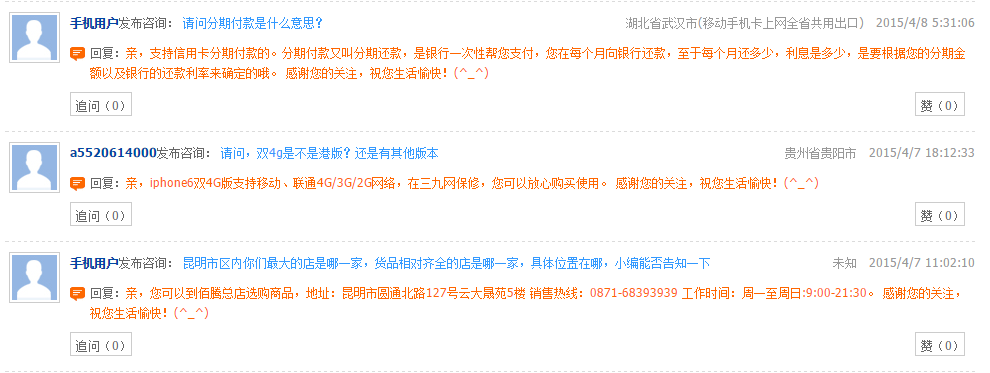 手机用户发布咨询： 请问分期付款是什么意思？ 湖北省武汉市(移动手机卡上网全省共用出口) 2015/4/8 5:31:06
回复：亲，支持信用卡分期付款的。分期付款又叫分期还款，是银行一次性帮您支付，您在每个月向银行还款，至于每个月还多少，利息是多少，是要根据您的分期金
额以及银行的还款利率来确定的哦。 感谢您的关注，祝您生活愉快！(^_^)
追问（0） 赞（0）
a5520614000发布咨询： 请问，双4g是不是港版？还是有其他版本 贵州省贵阳市 2015/4/7 18:12:33
回复：亲，iphone6双4G版支持移动、联通4G/3G/2G网络，在三九网保修，您可以放心购买使用。 感谢您的关注，祝您生活愉快！(^_^)
追问（0） 赞（0）
手机用户发布咨询： 昆明市区内你们最大的店是哪一家，货品相对齐全的店是哪一家，具体位置在哪，小编能否告知一下 未知 2015/4/7 11:02:10
回复：亲，您可以到佰腾总店选购商品，地址：昆明市圆通北路127号云大晟苑5楼 销售热线：0871-68393939 工作时间：周一至周日:9:00-21:30。 感谢您的关注，
祝您生活愉快！(^_^)
追问（0） 赞（0）